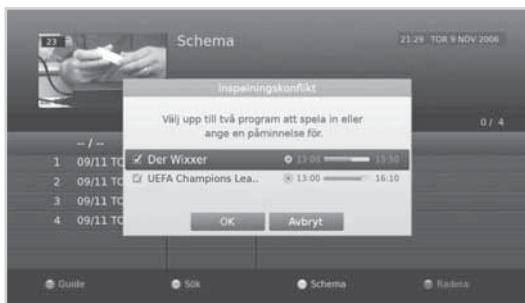 23
Schema
21:29 TOR 9 NOV 2006
Inspelningskonflikt
Välj upp till två program att spela in eller
ange en påminnelse för.
0 / 4
-- / --
Der Wixxer 13:00 15:50
1 09/11 TO
UEFA Champions Lea.. 13:00 16:10
2 09/11 TO
3 09/11 TO
4 09/11 TO
OK Avbryt
Guide Sök Schema Radera